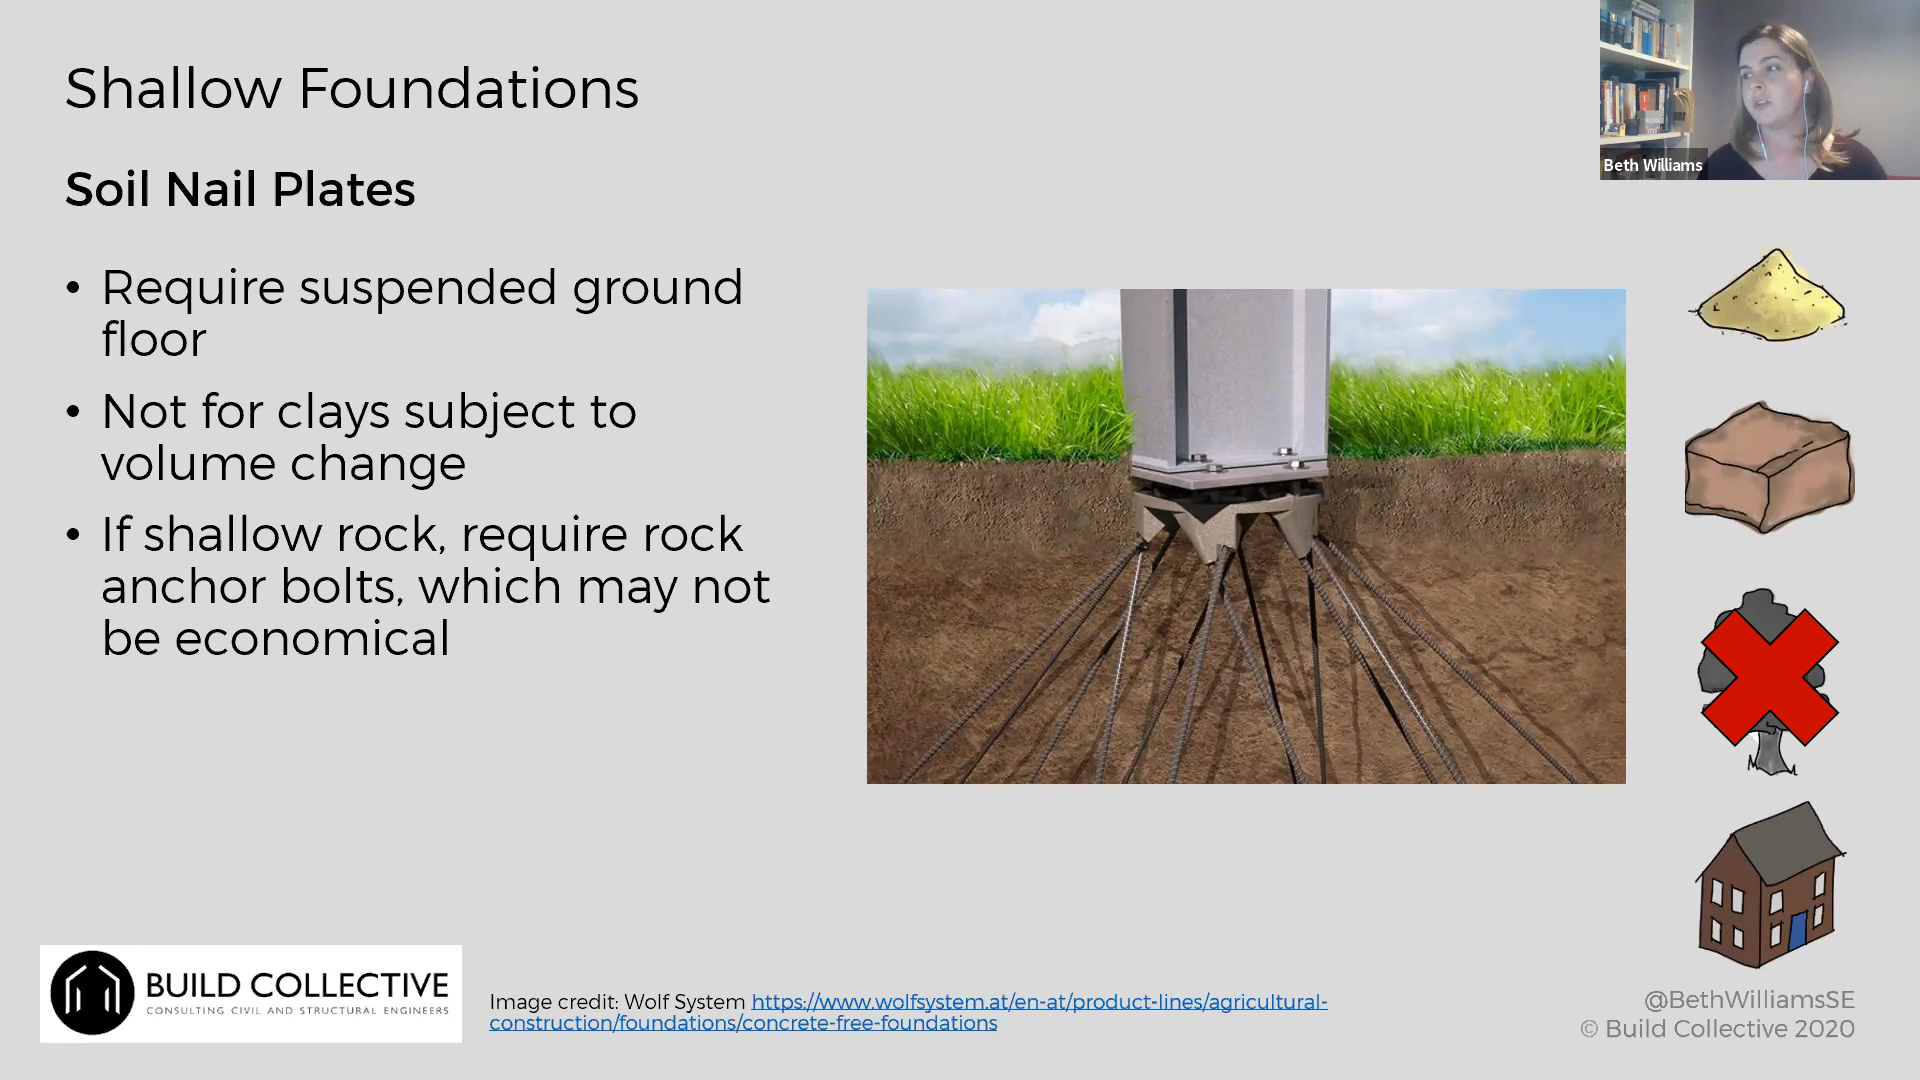 Shallow Foundations
Beth Williams
Soil Nail Plates
• Require suspended ground
floor
• Not for clays subject to
volume change
• If shallow rock, require rock
anchor bolts, which may not
be economical
BUILD COLLECTIVE
CONSULTING CIVIL AND STRUCTURAL ENGINEERS
Image credit: Wolf System https://www.wolfsystem.at/en-at/product-lines/agricultural-
construction/foundations/concrete-free-foundations
@BethWilliamsSE
© Build Collective 2020